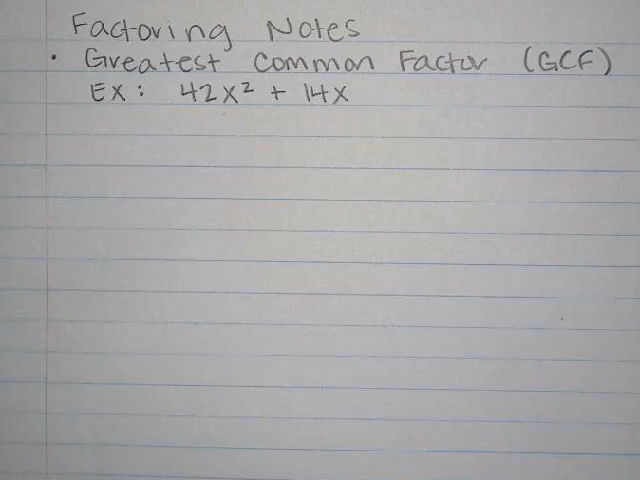 Factoring Notes
• Greatest Common Factor (GCF)
EX: 42x² + 14x